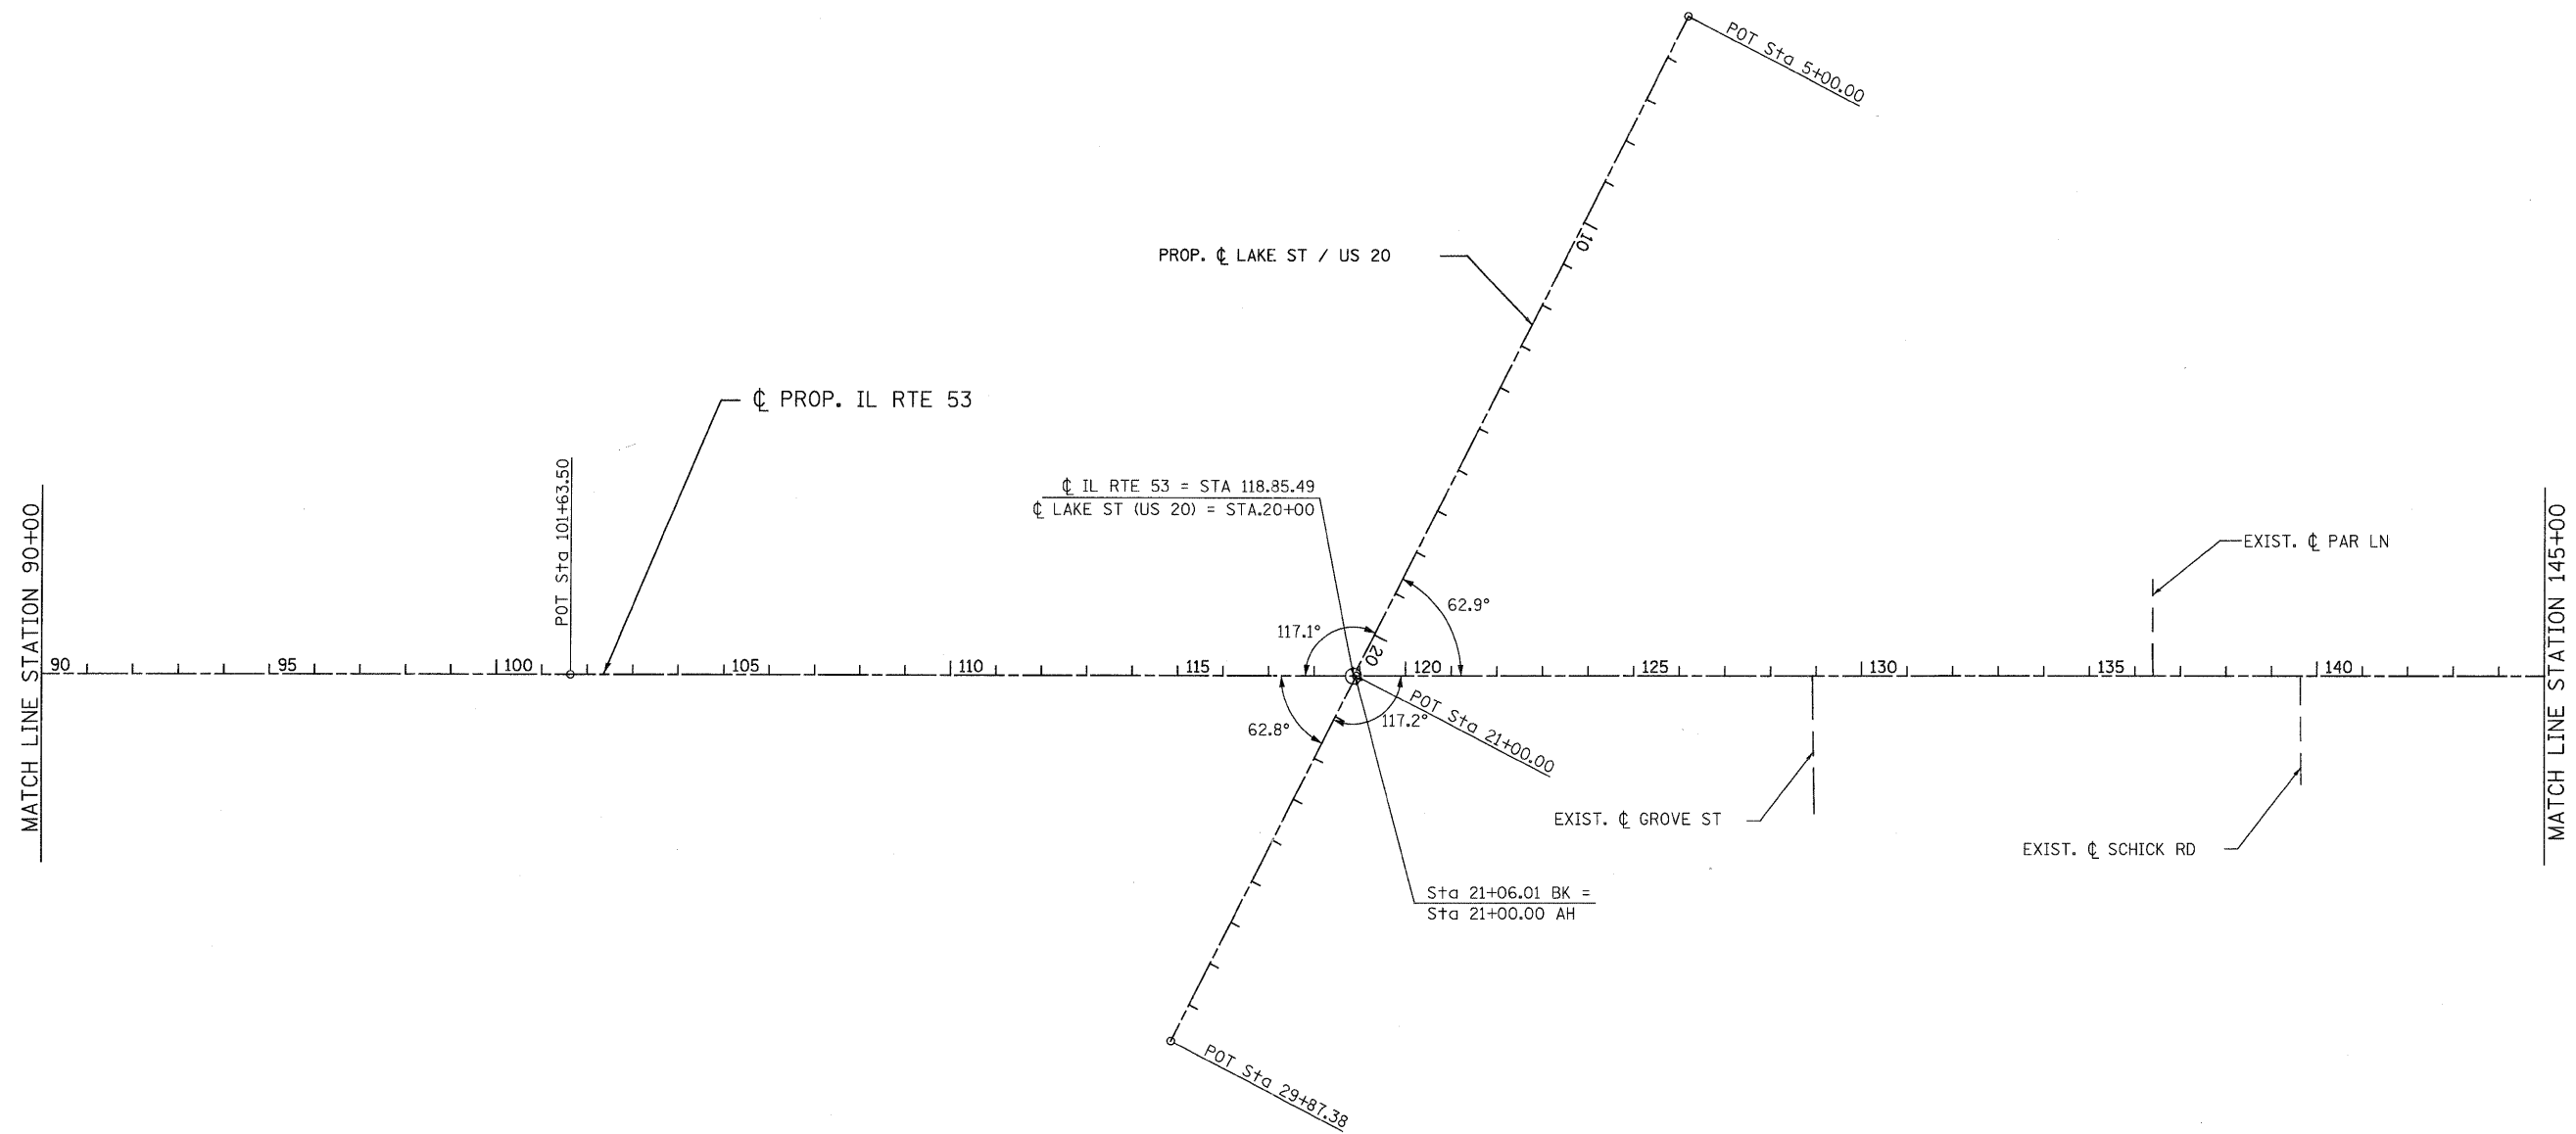 POT Sta 5+00.00
10
PROP. ℄ LAKE ST / US 20
℄ PROP. IL RTE 53
POT Sta 101+63.50
℄ IL RTE 53 = STA 118.85.49
℄ LAKE ST (US 20) = STA.20+00
MATCH LINE STATION 90+00
MATCH LINE STATION 145+00
EXIST. ℄ PAR LN
62.9°
117.1°
20
90 95 100 105 110 115 120 125 130 135 140
POT Sta 21+00.00
62.8°
117.2°
EXIST. ℄ GROVE ST
EXIST. ℄ SCHICK RD
Sta 21+06.01 BK =
Sta 21+00.00 AH
POT Sta 29+87.38